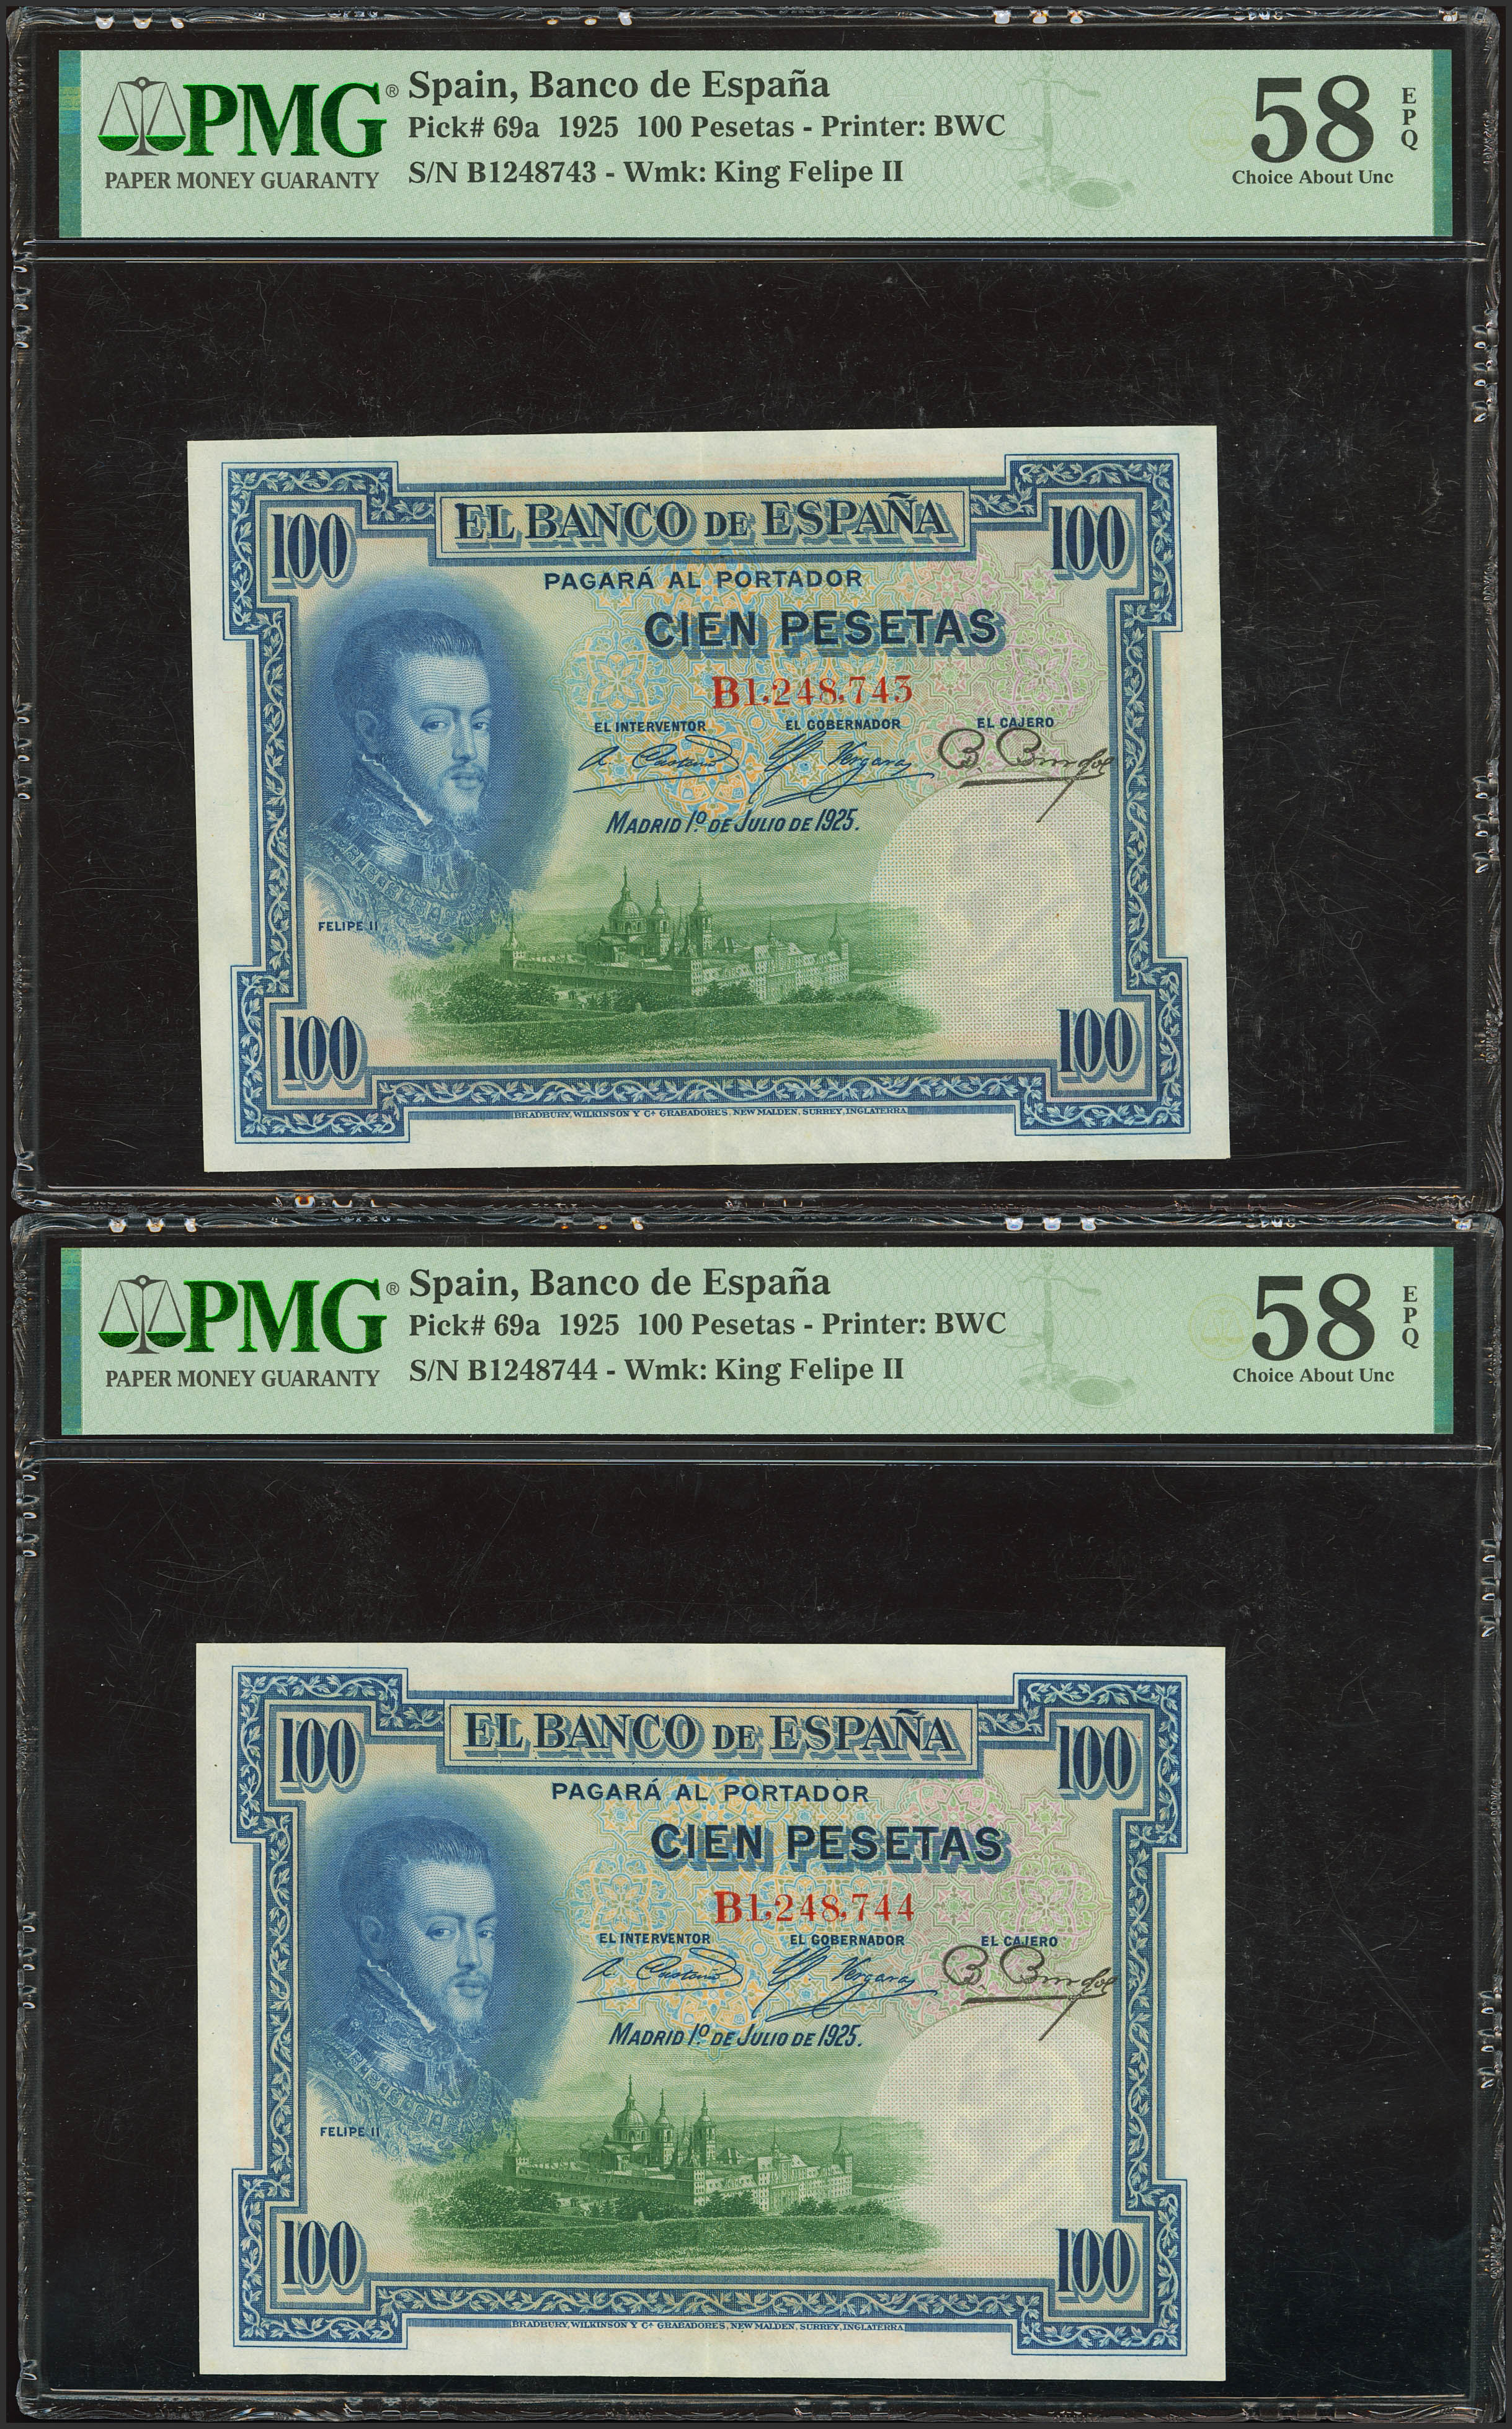 PMG®
PAPER MONEY GUARANTY
Spain, Banco de España
Pick# 69a 1925 100 Pesetas - Printer: BWC
S/N B1248743 - Wmk: King Felipe II
58 EPQ
Choice About Unc
100 EL BANCO DE ESPAÑA 100
PAGARÁ AL PORTADOR
CIEN PESETAS
B1,248,743
EL INTERVENTOR EL GOBERNADOR EL CAJERO
MADRID 1.º DE JULIO DE 1925.
FELIPE II
100 100
BRADBURY, WILKINSON Y Cª GRABADORES, NEW MALDEN, SURREY, INGLATERRA
PMG®
PAPER MONEY GUARANTY
Spain, Banco de España
Pick# 69a 1925 100 Pesetas - Printer: BWC
S/N B1248744 - Wmk: King Felipe II
58 EPQ
Choice About Unc
100 EL BANCO DE ESPAÑA 100
PAGARÁ AL PORTADOR
CIEN PESETAS
B1,248,744
EL INTERVENTOR EL GOBERNADOR EL CAJERO
MADRID 1.º DE JULIO DE 1925.
FELIPE II
100 100
BRADBURY, WILKINSON Y Cª GRABADORES, NEW MALDEN, SURREY, INGLATERRA